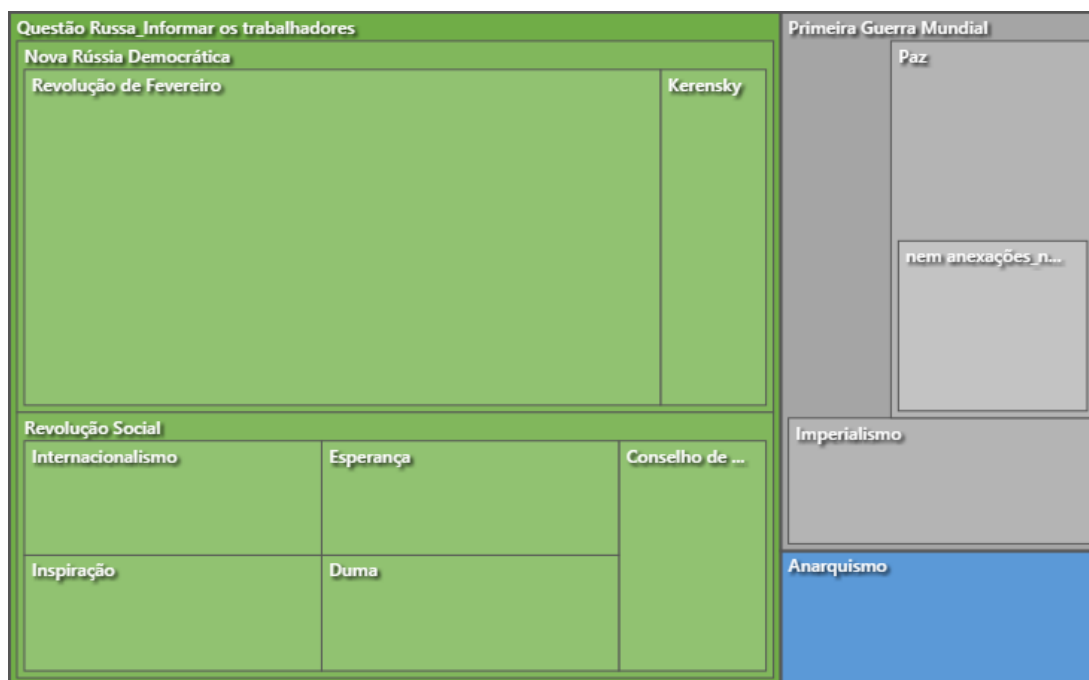 Questão Russa_Informar os trabalhadores
Nova Rússia Democrática
Revolução de Fevereiro
Kerensky
Revolução Social
Internacionalismo
Esperança
Conselho de ...
Inspiração
Duma
Primeira Guerra Mundial
Paz
nem anexações_n...
Imperialismo
Anarquismo